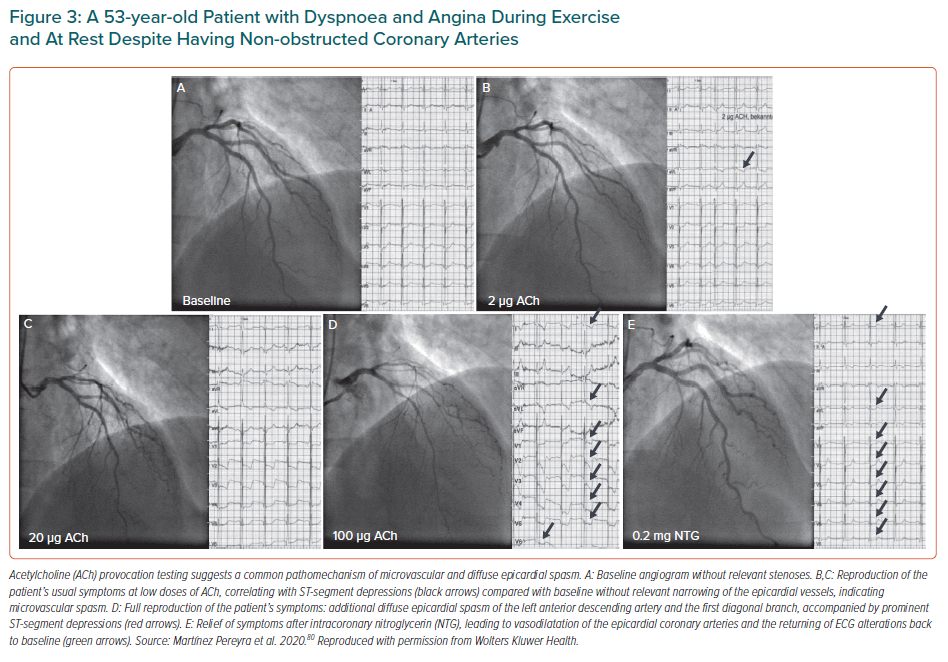 Figure 3: A 53-year-old Patient with Dyspnoea and Angina During Exercise
and At Rest Despite Having Non-obstructed Coronary Arteries
A
Baseline
B
2 µg ACH, bekannt
2 µg ACh
C
20 µg ACh
D
100 µg ACh
E
0.2 mg NTG
Acetylcholine (ACh) provocation testing suggests a common pathomechanism of microvascular and diffuse epicardial spasm. A: Baseline angiogram without relevant stenoses. B,C: Reproduction of the
patient's usual symptoms at low doses of ACh, correlating with ST-segment depressions (black arrows) compared with baseline without relevant narrowing of the epicardial vessels, indicating
microvascular spasm. D: Full reproduction of the patient's symptoms: additional diffuse epicardial spasm of the left anterior descending artery and the first diagonal branch, accompanied by prominent
ST-segment depressions (red arrows). E: Relief of symptoms after intracoronary nitroglycerin (NTG), leading to vasodilatation of the epicardial coronary arteries and the returning of ECG alterations back
to baseline (green arrows). Source: Martínez Pereyra et al. 2020.80 Reproduced with permission from Wolters Kluwer Health.